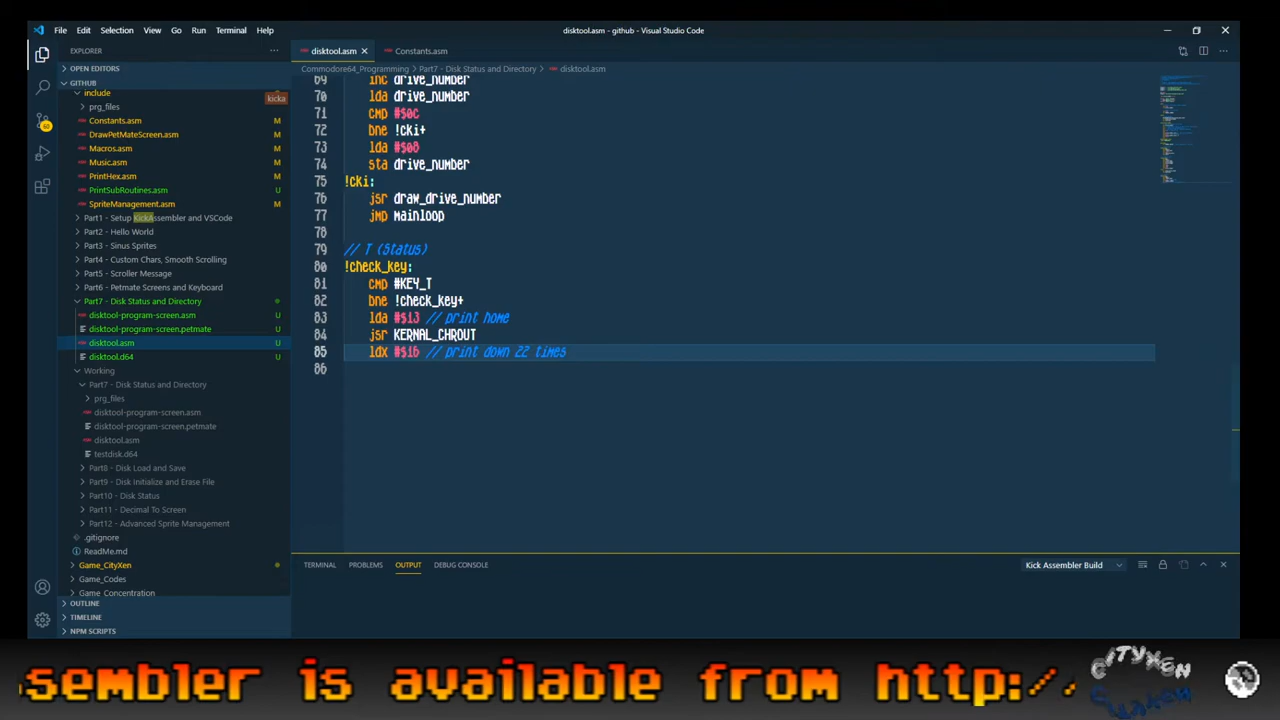 File Edit Selection View Go Run Terminal Help
disktool.asm - github - Visual Studio Code
EXPLORER
OPEN EDITORS
GITHUB
include
kicka
prg_files
Constants.asm M
DrawPetMateScreen.asm M
Macros.asm M
Music.asm M
PrintHex.asm M
PrintSubRoutines.asm U
SpriteManagement.asm M
Part1 - Setup KickAssembler and VSCode
Part2 - Hello World
Part3 - Sinus Sprites
Part4 - Custom Chars, Smooth Scrolling
Part5 - Scroller Message
Part6 - Petmate Screens and Keyboard
Part7 - Disk Status and Directory
disktool-program-screen.asm U
disktool-program-screen.petmate U
disktool.asm U
disktool.d64 U
Working
Part7 - Disk Status and Directory
prg_files
disktool-program-screen.asm
disktool-program-screen.petmate
disktool.asm
testdisk.d64
Part8 - Disk Load and Save
Part9 - Disk Initialize and Erase File
Part10 - Disk Status
Part11 - Decimal To Screen
Part12 - Advanced Sprite Management
.gitignore
ReadMe.md
Game_CityXen
Game_Codes
Game_Concentration
OUTLINE
TIMELINE
NPM SCRIPTS
disktool.asm
Constants.asm
Commodore64_Programming > Part7 - Disk Status and Directory > disktool.asm
69 inc drive_number
70 lda drive_number
71 cmp #$0c
72 bne !cki+
73 lda #$08
74 sta drive_number
75 !cki:
76 jsr draw_drive_number
77 jmp mainloop
78
79 // T (Status)
80 !check_key:
81 cmp #KEY_T
82 bne !check_key+
83 lda #$13 // print home
84 jsr KERNAL_CHROUT
85 ldx #$16 // print down 22 times
86
TERMINAL PROBLEMS OUTPUT DEBUG CONSOLE
Kick Assembler Build
sembler is available from http:/
CITYXEN